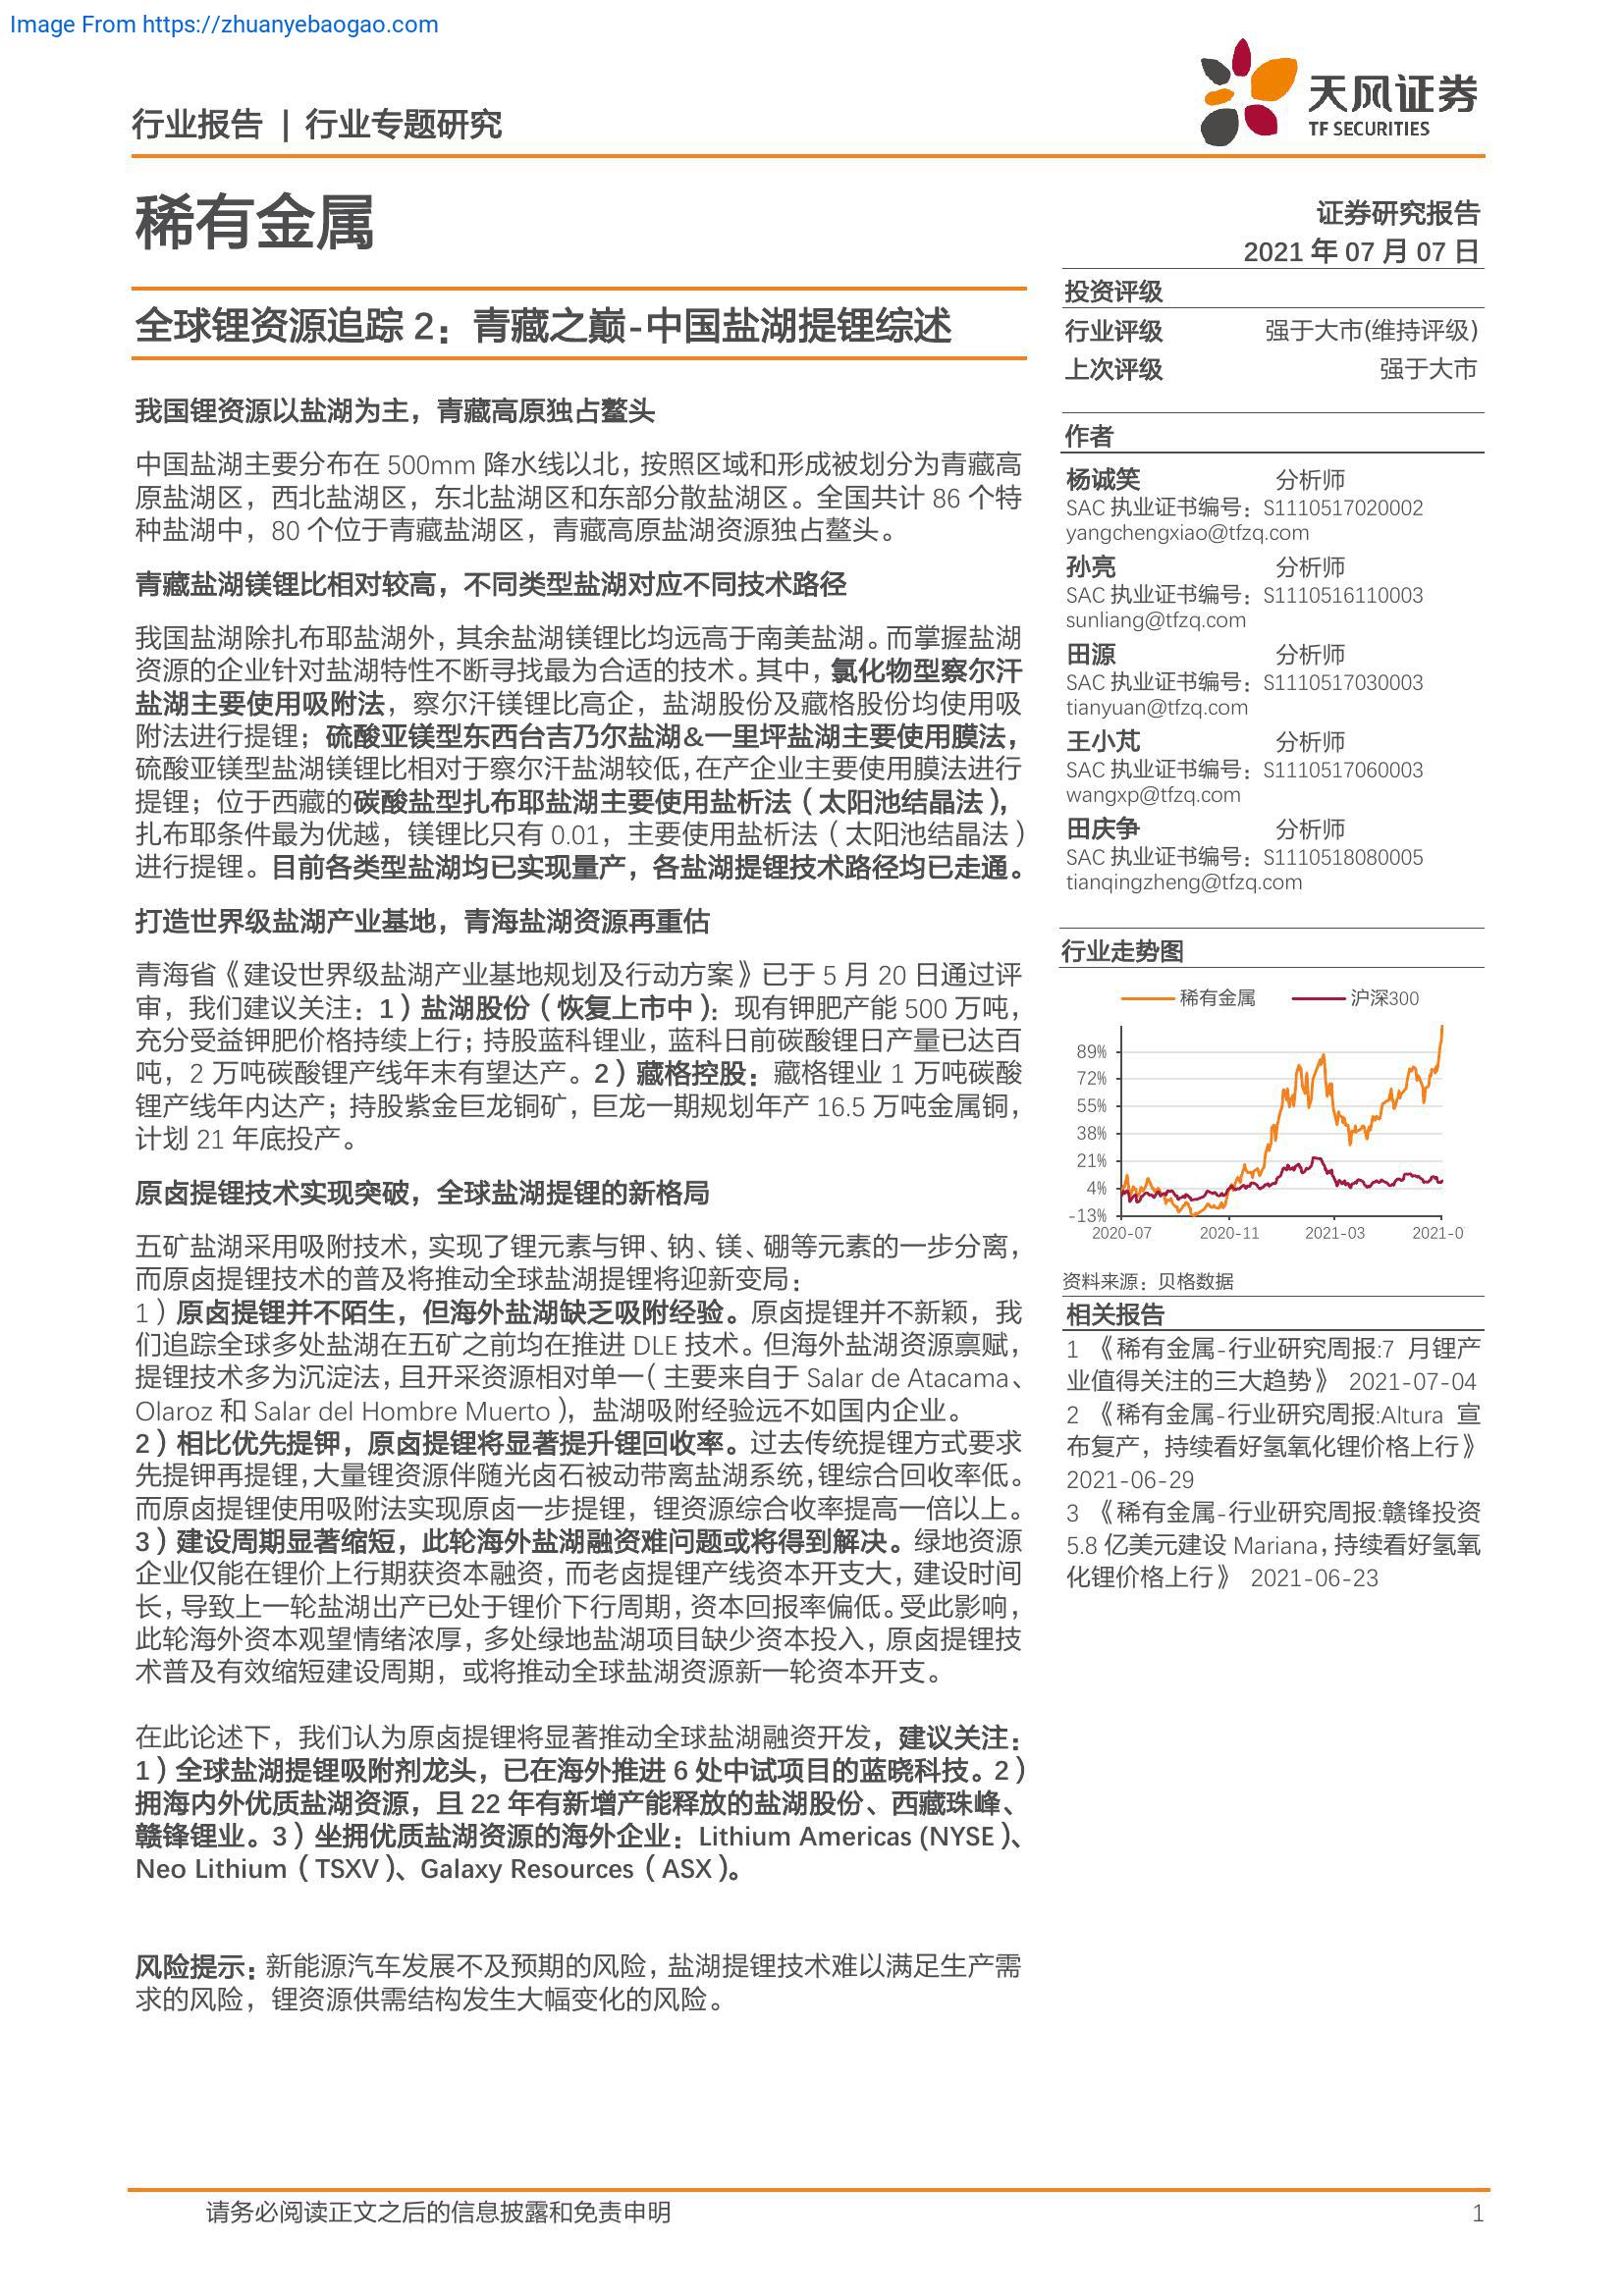 Image From https://zhuanyebaogao.com
行业报告 | 行业专题研究
天风证券
TF SECURITIES
稀有金属
证券研究报告
2021 年 07 月 07 日
全球锂资源追踪 2：青藏之巅-中国盐湖提锂综述
我国锂资源以盐湖为主，青藏高原独占鳌头
中国盐湖主要分布在 500mm 降水线以北，按照区域和形成被划分为青藏高
原盐湖区，西北盐湖区，东北盐湖区和东部分散盐湖区。全国共计 86 个特
种盐湖中，80 个位于青藏盐湖区，青藏高原盐湖资源独占鳌头。
青藏盐湖镁锂比相对较高，不同类型盐湖对应不同技术路径
我国盐湖除扎布耶盐湖外，其余盐湖镁锂比均远高于南美盐湖。而掌握盐湖
资源的企业针对盐湖特性不断寻找最为合适的技术。其中，氯化物型察尔汗
盐湖主要使用吸附法，察尔汗镁锂比高企，盐湖股份及藏格股份均使用吸
附法进行提锂；硫酸亚镁型东西台吉乃尔盐湖&一里坪盐湖主要使用膜法，
硫酸亚镁型盐湖镁锂比相对于察尔汗盐湖较低，在产企业主要使用膜法进行
提锂；位于西藏的碳酸盐型扎布耶盐湖主要使用盐析法（太阳池结晶法），
扎布耶条件最为优越，镁锂比只有 0.01，主要使用盐析法（太阳池结晶法）
进行提锂。目前各类型盐湖均已实现量产，各盐湖提锂技术路径均已走通。
打造世界级盐湖产业基地，青海盐湖资源再重估
青海省《建设世界级盐湖产业基地规划及行动方案》已于 5 月 20 日通过评
审，我们建议关注：1）盐湖股份（恢复上市中）：现有钾肥产能 500 万吨，
充分受益钾肥价格持续上行；持股蓝科锂业，蓝科日前碳酸锂日产量已达百
吨，2 万吨碳酸锂产线年末有望达产。2）藏格控股：藏格锂业 1 万吨碳酸
锂产线年内达产；持股紫金巨龙铜矿，巨龙一期规划年产 16.5 万吨金属铜，
计划 21 年底投产。
原卤提锂技术实现突破，全球盐湖提锂的新格局
五矿盐湖采用吸附技术，实现了锂元素与钾、钠、镁、硼等元素的一步分离，
而原卤提锂技术的普及将推动全球盐湖提锂将迎新变局：
1）原卤提锂并不陌生，但海外盐湖缺乏吸附经验。原卤提锂并不新颖，我
们追踪全球多处盐湖在五矿之前均在推进 DLE 技术。但海外盐湖资源禀赋，
提锂技术多为沉淀法，且开采资源相对单一（主要来自于 Salar de Atacama、
Olaroz 和 Salar del Hombre Muerto），盐湖吸附经验远不如国内企业。
2）相比优先提钾，原卤提锂将显著提升锂回收率。过去传统提锂方式要求
先提钾再提锂，大量锂资源伴随光卤石被动带离盐湖系统，锂综合回收率低。
而原卤提锂使用吸附法实现原卤一步提锂，锂资源综合收率提高一倍以上。
3）建设周期显著缩短，此轮海外盐湖融资难问题或将得到解决。绿地资源
企业仅能在锂价上行期获资本融资，而老卤提锂产线资本开支大，建设时间
长，导致上一轮盐湖出产已处于锂价下行周期，资本回报率偏低。受此影响，
此轮海外资本观望情绪浓厚，多处绿地盐湖项目缺少资本投入，原卤提锂技
术普及有效缩短建设周期，或将推动全球盐湖资源新一轮资本开支。
在此论述下，我们认为原卤提锂将显著推动全球盐湖融资开发，建议关注：
1）全球盐湖提锂吸附剂龙头，已在海外推进 6 处中试项目的蓝晓科技。2）
拥海内外优质盐湖资源，且 22 年有新增产能释放的盐湖股份、西藏珠峰、
赣锋锂业。3）坐拥优质盐湖资源的海外企业：Lithium Americas (NYSE）、
Neo Lithium（TSXV）、Galaxy Resources（ASX）。
风险提示：新能源汽车发展不及预期的风险，盐湖提锂技术难以满足生产需
求的风险，锂资源供需结构发生大幅变化的风险。
投资评级
行业评级 强于大市(维持评级)
上次评级 强于大市
作者
杨诚笑 分析师
SAC 执业证书编号：S1110517020002
yangchengxiao@tfzq.com
孙亮 分析师
SAC 执业证书编号：S1110516110003
sunliang@tfzq.com
田源 分析师
SAC 执业证书编号：S1110517030003
tianyuan@tfzq.com
王小芃 分析师
SAC 执业证书编号：S1110517060003
wangxp@tfzq.com
田庆争 分析师
SAC 执业证书编号：S1110518080005
tianqingzheng@tfzq.com
行业走势图
稀有金属 沪深300
89%
72%
55%
38%
21%
4%
-13%
2020-07 2020-11 2021-03 2021-0
资料来源：贝格数据
相关报告
1 《稀有金属-行业研究周报:7 月锂产
业值得关注的三大趋势》 2021-07-04
2 《稀有金属-行业研究周报:Altura 宣
布复产，持续看好氢氧化锂价格上行》
2021-06-29
3 《稀有金属-行业研究周报:赣锋投资
5.8 亿美元建设 Mariana，持续看好氢氧
化锂价格上行》 2021-06-23
请务必阅读正文之后的信息披露和免责申明 1